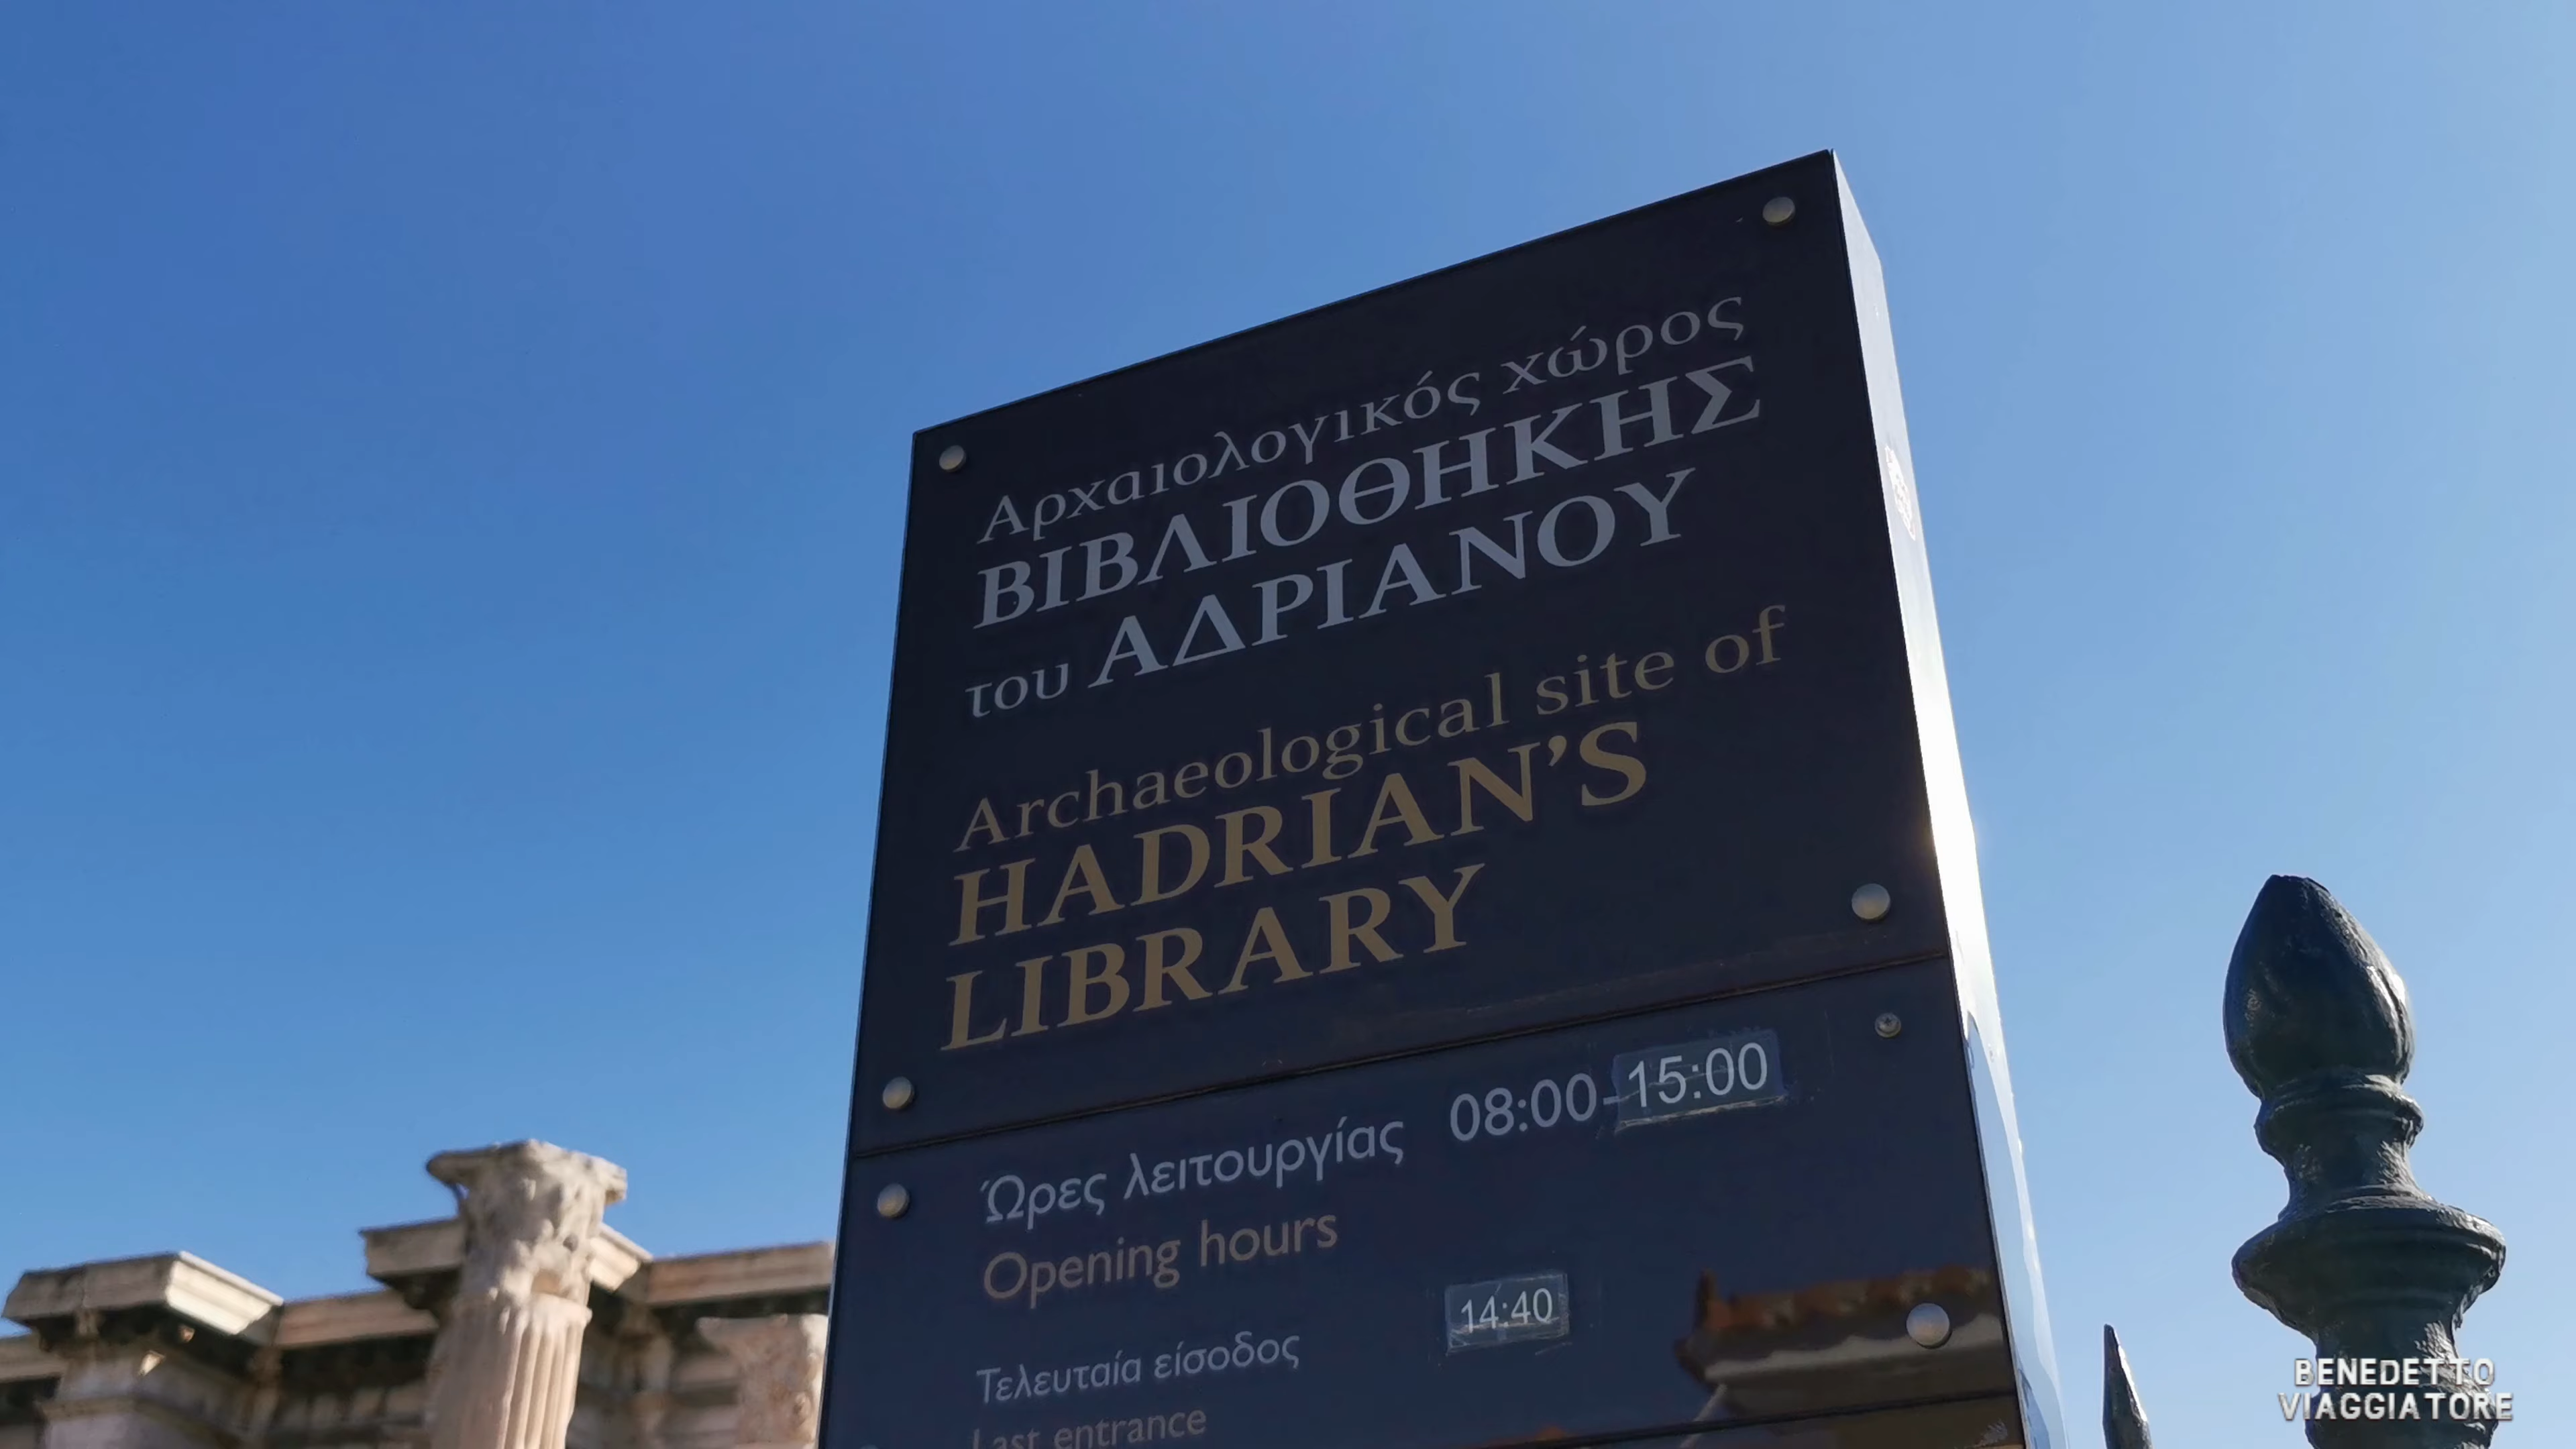 Αρχαιολογικός χώρος
ΒΙΒΛΙΟΘΗΚΗΣ
του ΑΔΡΙΑΝΟΥ
Archaeological site of
HADRIAN'S
LIBRARY
Ώρες λειτουργίας 08:00-15:00
Opening hours
14:40
Τελευταία είσοδος
Last entrance
BENEDETTO
VIAGGIATORE